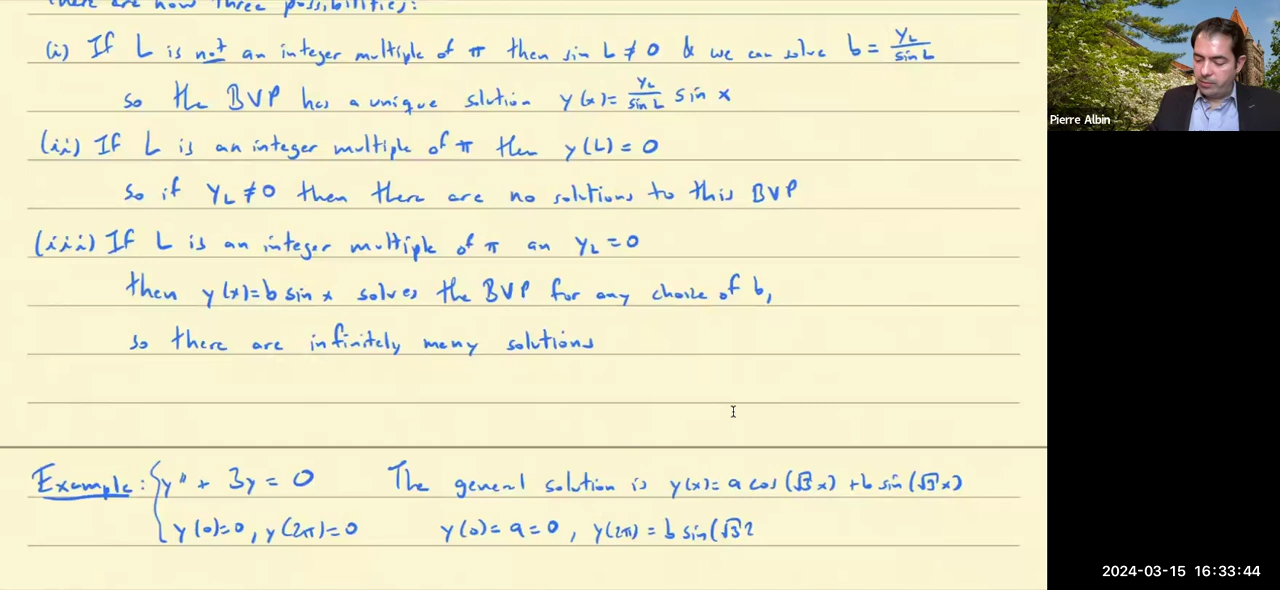 There are now three possibilities:
(i) If L is not an integer multiple of π then sin L ≠ 0 & we can solve b = y_L / sin L
so the BVP has a unique solution y(x) = y_L / sin L sin x
(ii) If L is an integer multiple of π then y(L) = 0
So if y_L ≠ 0 then there are no solutions to this BVP
(iii) If L is an integer multiple of π an y_L = 0
then y(x) = b sin x solves the BVP for any choice of b,
so there are infinitely many solutions
Example: { y'' + 3y = 0 The general solution is y(x) = a cos(√3 x) + b sin(√3 x)
y(0)=0, y(2π)=0 y(0) = a = 0, y(2π) = b sin(√3 2
Pierre Albin
2024-03-15 16:33:44